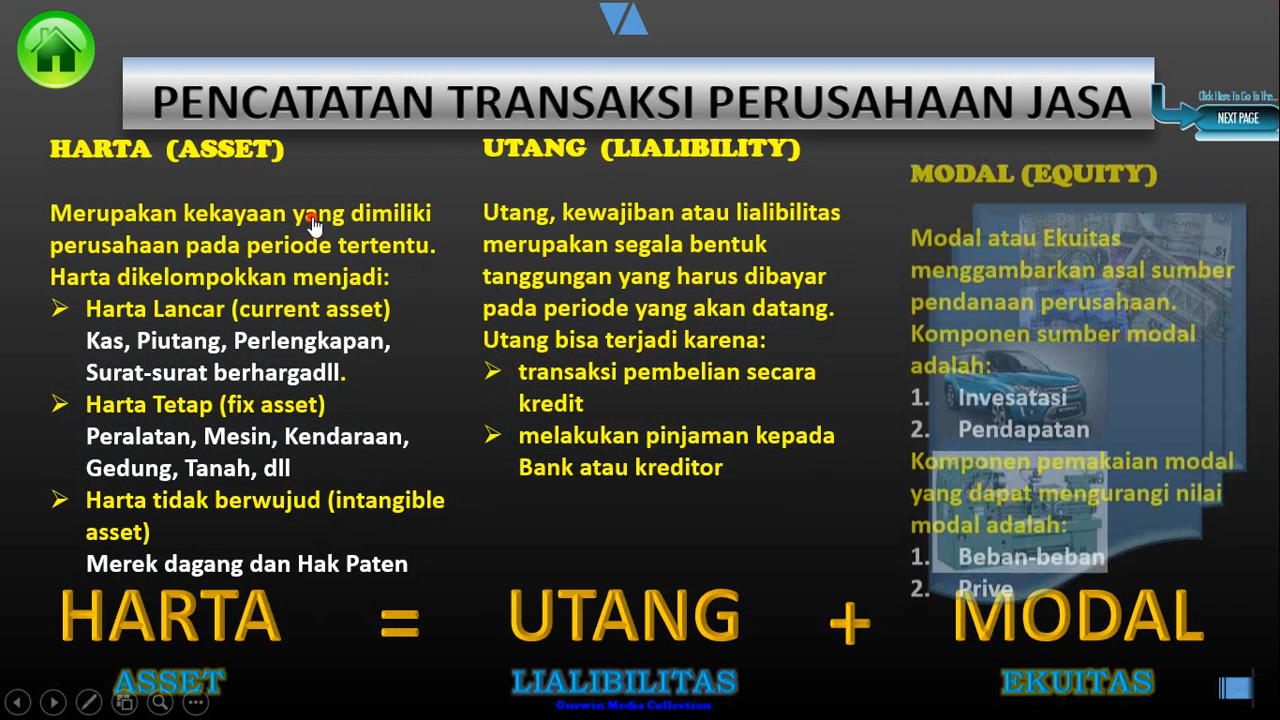 PENCATATAN TRANSAKSI PERUSAHAAN JASA
Click Here To Go To The...
NEXT PAGE
HARTA (ASSET)
Merupakan kekayaan yang dimiliki
perusahaan pada periode tertentu.
Harta dikelompokkan menjadi:
Harta Lancar (current asset)
Kas, Piutang, Perlengkapan,
Surat-surat berhargadll.
Harta Tetap (fix asset)
Peralatan, Mesin, Kendaraan,
Gedung, Tanah, dll
Harta tidak berwujud (intangible
asset)
Merek dagang dan Hak Paten
UTANG (LIALIBILITY)
Utang, kewajiban atau lialibilitas
merupakan segala bentuk
tanggungan yang harus dibayar
pada periode yang akan datang.
Utang bisa terjadi karena:
transaksi pembelian secara
kredit
melakukan pinjaman kepada
Bank atau kreditor
MODAL (EQUITY)
Modal atau Ekuitas
menggambarkan asal sumber
pendanaan perusahaan.
Komponen sumber modal
adalah:
1. Invesatasi
2. Pendapatan
Komponen pemakaian modal
yang dapat mengurangi nilai
modal adalah:
1. Beban-beban
2. Prive
HARTA = UTANG + MODAL
ASSET LIALIBILITAS EKUITAS
Guswin Media Collection